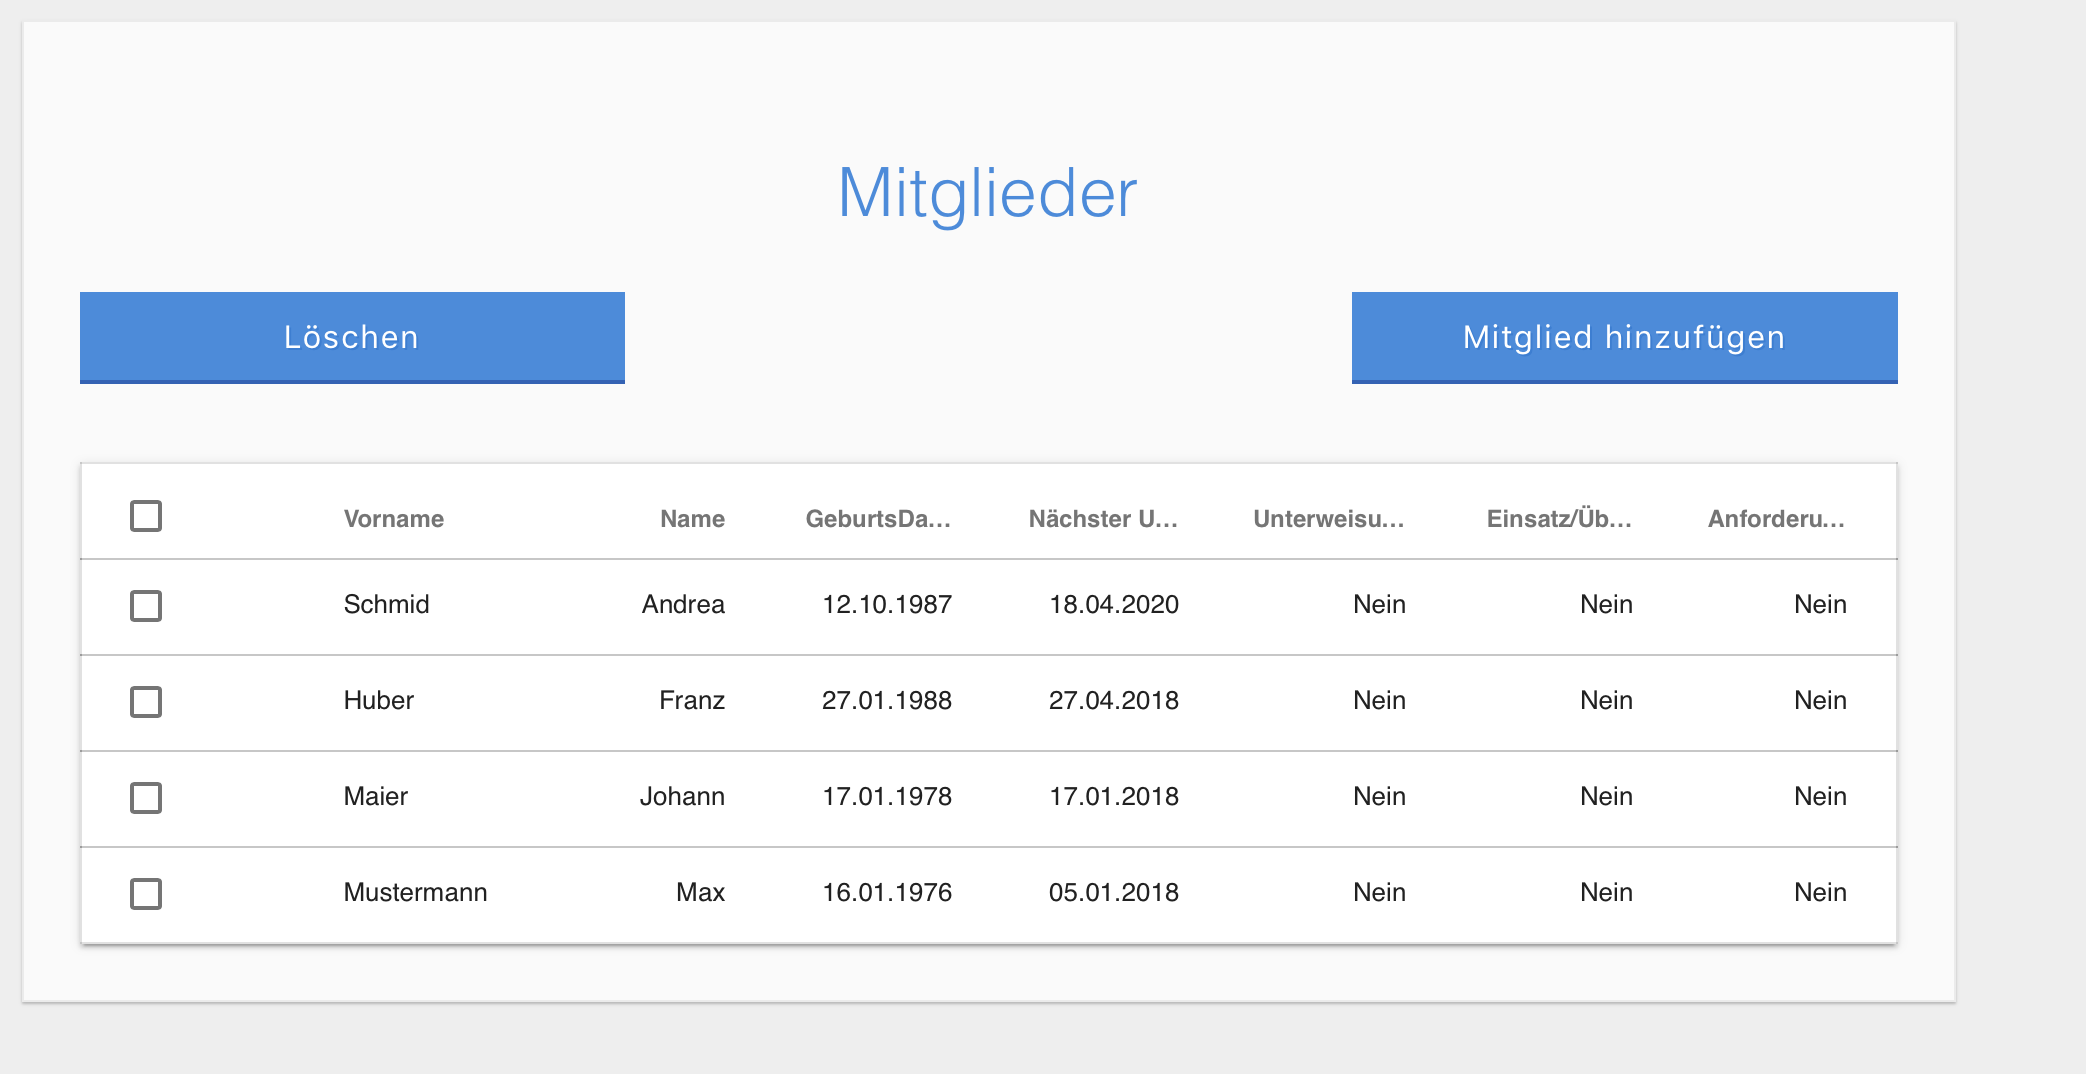 Mitglieder
Löschen Mitglied hinzufügen
Vorname Name GeburtsDa... Nächster U... Unterweisu... Einsatz/Üb... Anforderu...
Schmid Andrea 12.10.1987 18.04.2020 Nein Nein Nein
Huber Franz 27.01.1988 27.04.2018 Nein Nein Nein
Maier Johann 17.01.1978 17.01.2018 Nein Nein Nein
Mustermann Max 16.01.1976 05.01.2018 Nein Nein Nein